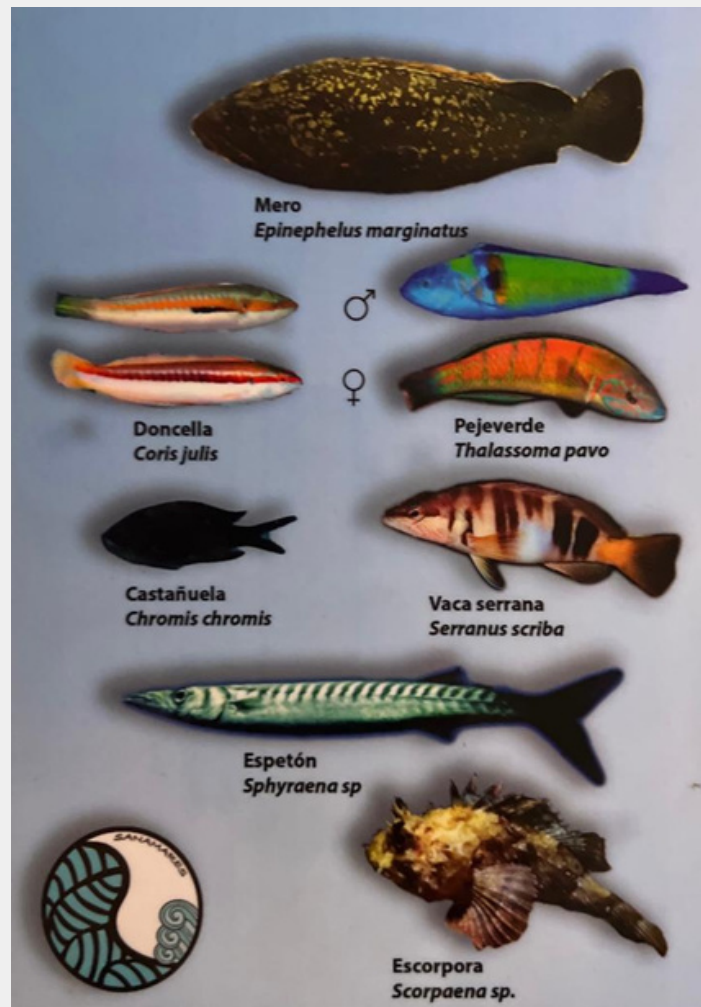 Mero
Epinephelus marginatus
♂
♀
Doncella
Coris julis
Pejeverde
Thalassoma pavo
Castañuela
Chromis chromis
Vaca serrana
Serranus scriba
Espetón
Sphyraena sp
SANAMARES
Escorpora
Scorpaena sp.